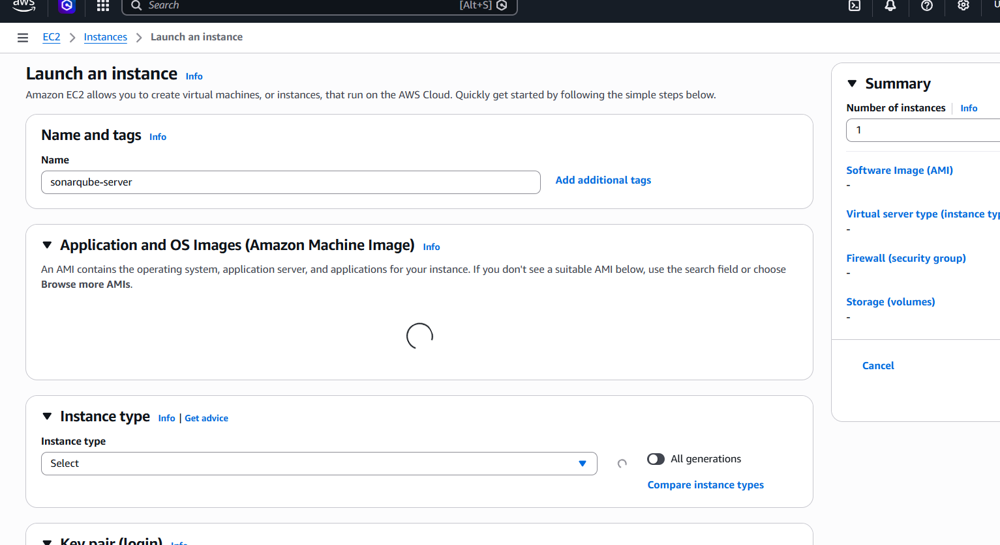 aws
Search
[Alt+S]
EC2
Instances
Launch an instance
Launch an instance
Info
Amazon EC2 allows you to create virtual machines, or instances, that run on the AWS Cloud. Quickly get started by following the simple steps below.
Name and tags
Info
Name
sonarqube-server
Add additional tags
Application and OS Images (Amazon Machine Image)
Info
An AMI contains the operating system, application server, and applications for your instance. If you don't see a suitable AMI below, use the search field or choose
Browse more AMIs.
Instance type
Info | Get advice
Instance type
Select
All generations
Compare instance types
Key pair (login)
Info
Summary
Number of instances
Info
1
Software Image (AMI)
-
Virtual server type (instance typ
-
Firewall (security group)
-
Storage (volumes)
-
Cancel